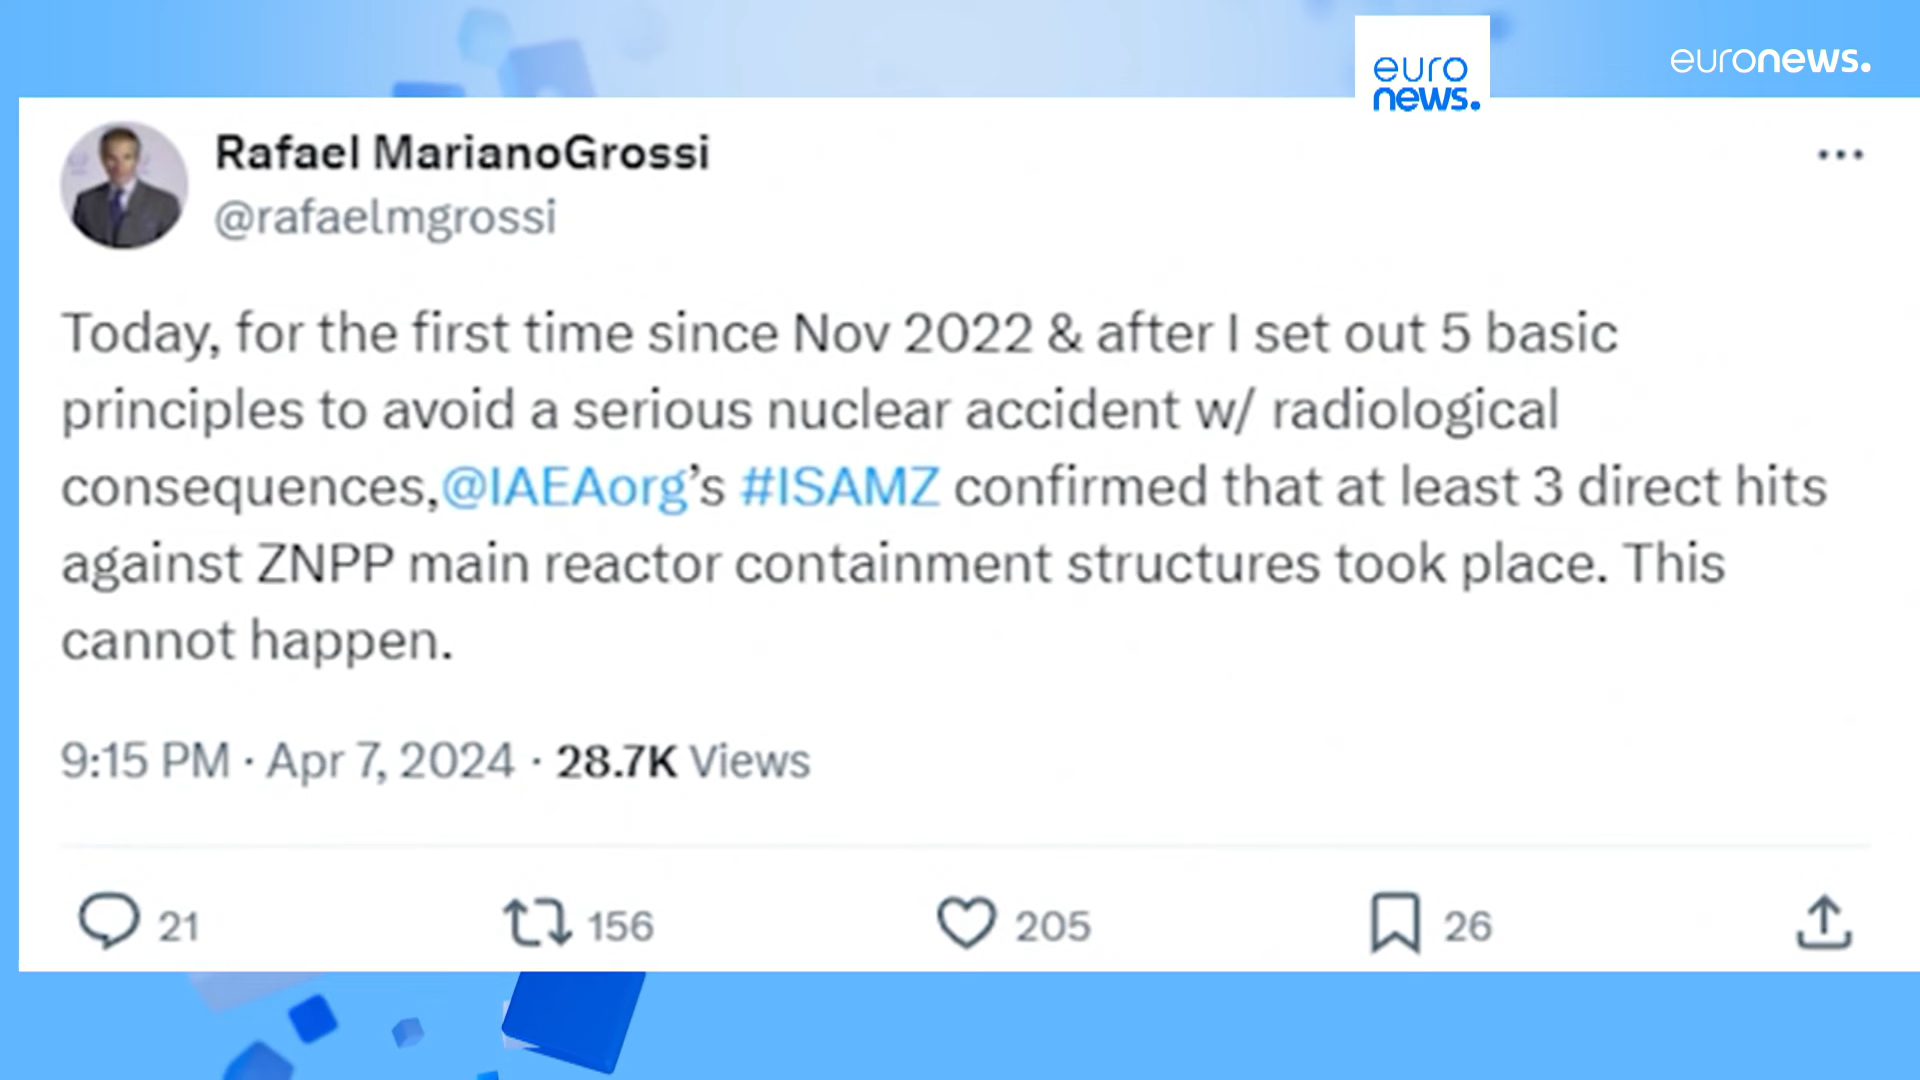 euro
news.
euronews.
Rafael MarianoGrossi
@rafaelmgrossi
Today, for the first time since Nov 2022 & after I set out 5 basic
principles to avoid a serious nuclear accident w/ radiological
consequences,@IAEAorg’s #ISAMZ confirmed that at least 3 direct hits
against ZNPP main reactor containment structures took place. This
cannot happen.
9:15 PM · Apr 7, 2024 · 28.7K Views
21 156 205 26